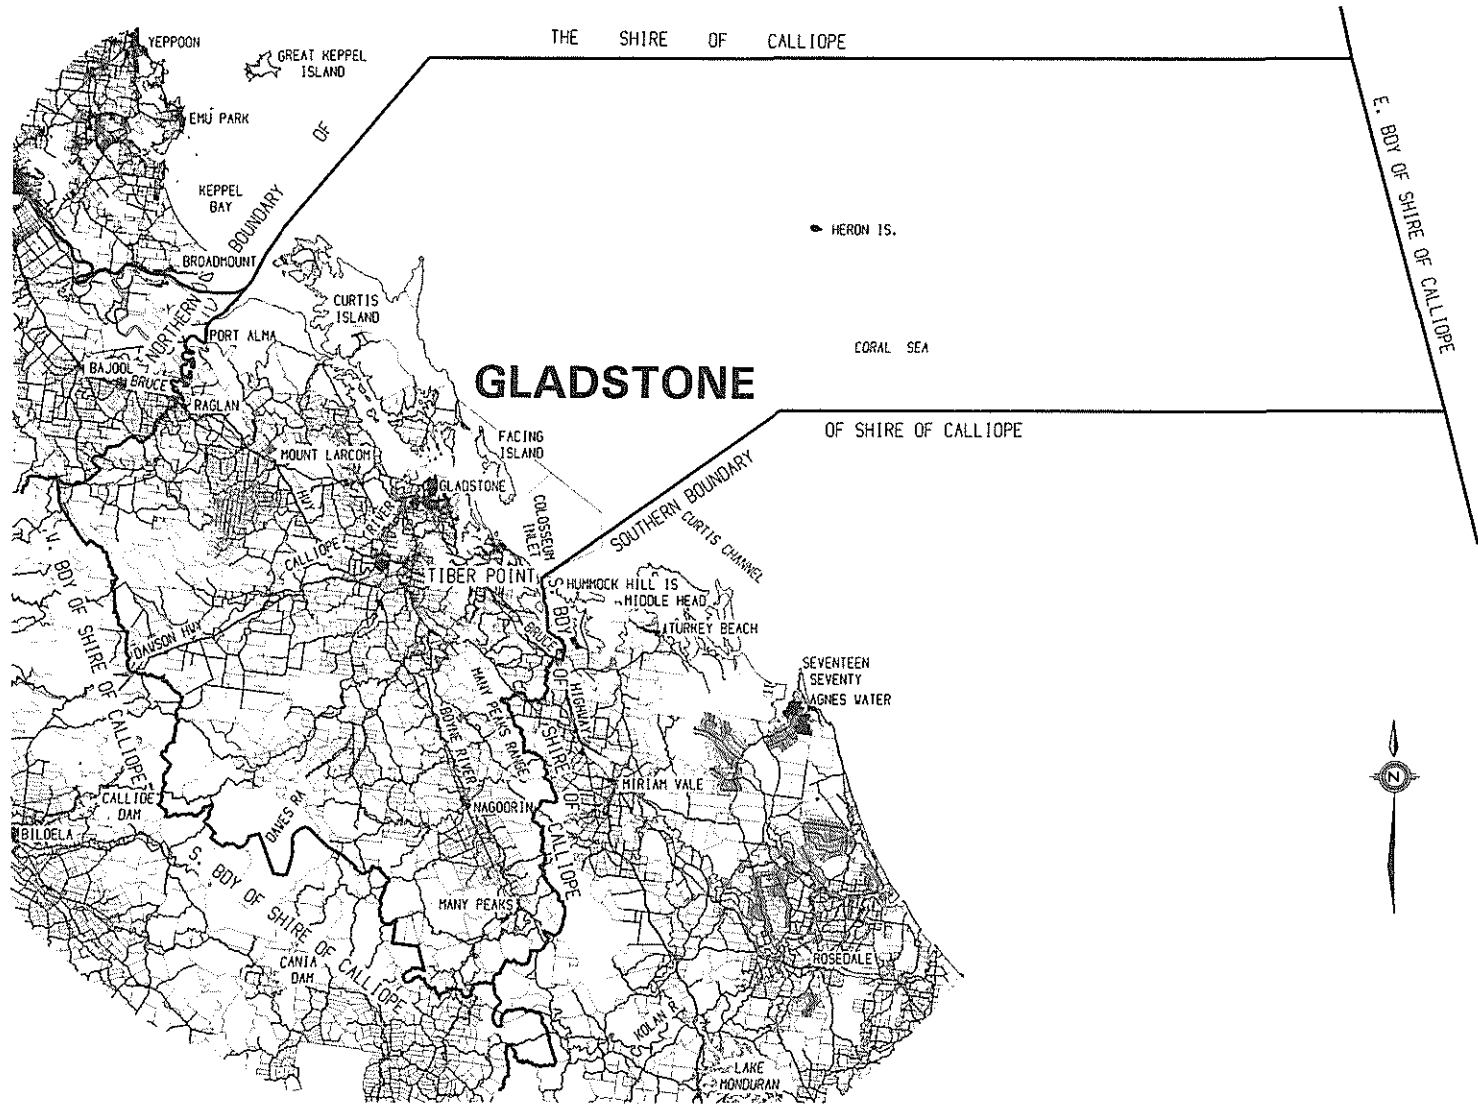 THE SHIRE OF CALLIOPE
YEPPOON
GREAT KEPPEL
ISLAND
OF
E. BDY OF SHIRE OF CALLIOPE
EMU PARK
KEPPEL
BAY
BOUNDARY
HERON IS.
BROADMOUNT
NORTHERN
CURTIS
ISLAND
PORT ALMA
CORAL SEA
BAJOOL
BRUCE
GLADSTONE
RAGLAN
FACING
ISLAND
OF SHIRE OF CALLIOPE
MOUNT LARCOM
SOUTHERN BOUNDARY
GLADSTONE
HWY
RIVER
COLOSSEUM
INLET
CURTIS CHANNEL
CALLIOPE
TIBER POINT
HUMMOCK HILL IS
MIDDLE HEAD
W. BDY OF SHIRE OF CALLIOPE
S. BDY OF SHIRE OF CALLIOPE
TURKEY BEACH
BRUCE
HIGHWAY
DAWSON HWY
SEVENTEEN
SEVENTY
AGNES WATER
MANY PEAKS RANGE
BOYNE RIVER
MIRIAM VALE
N
CALLIDE
DAM
NAGOORIN
DAWES RA
BILOELA
S. BDY OF SHIRE OF CALLIOPE
MANY PEAKS
CANIA
DAM
ROSEDALE
KOLAN R
LAKE
MONDURAN